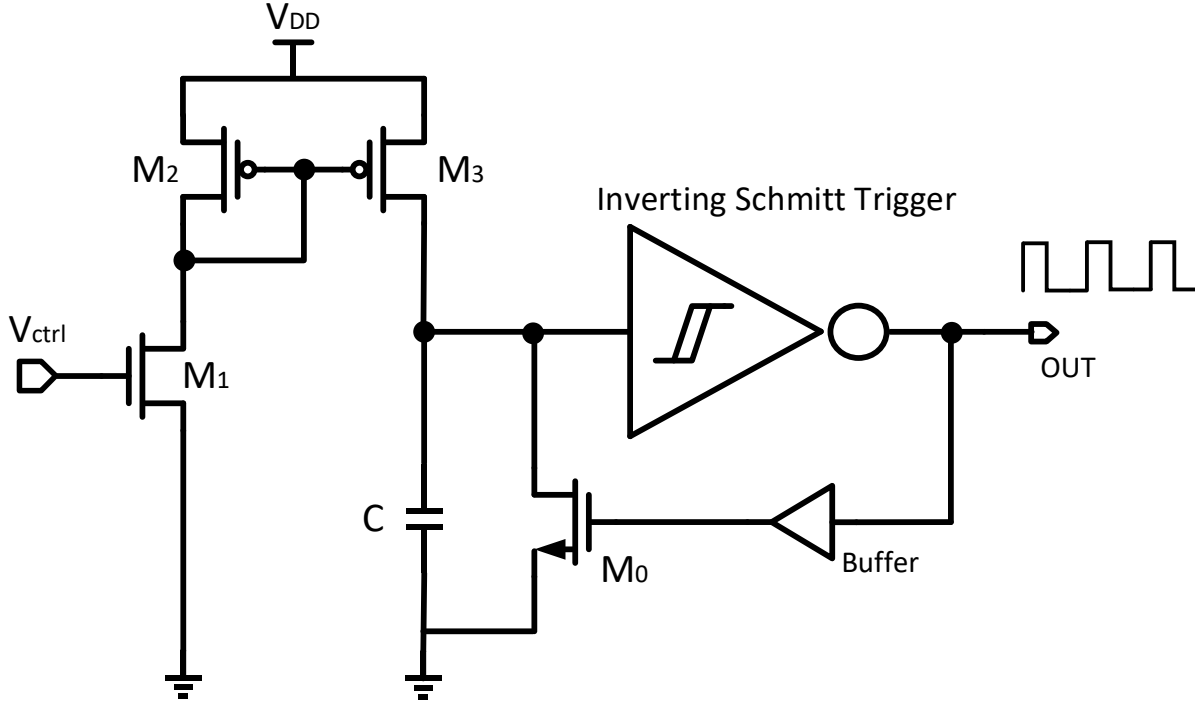 VDD
M2
M3
Inverting Schmitt Trigger
Vctrl
M1
OUT
C
M0
Buffer